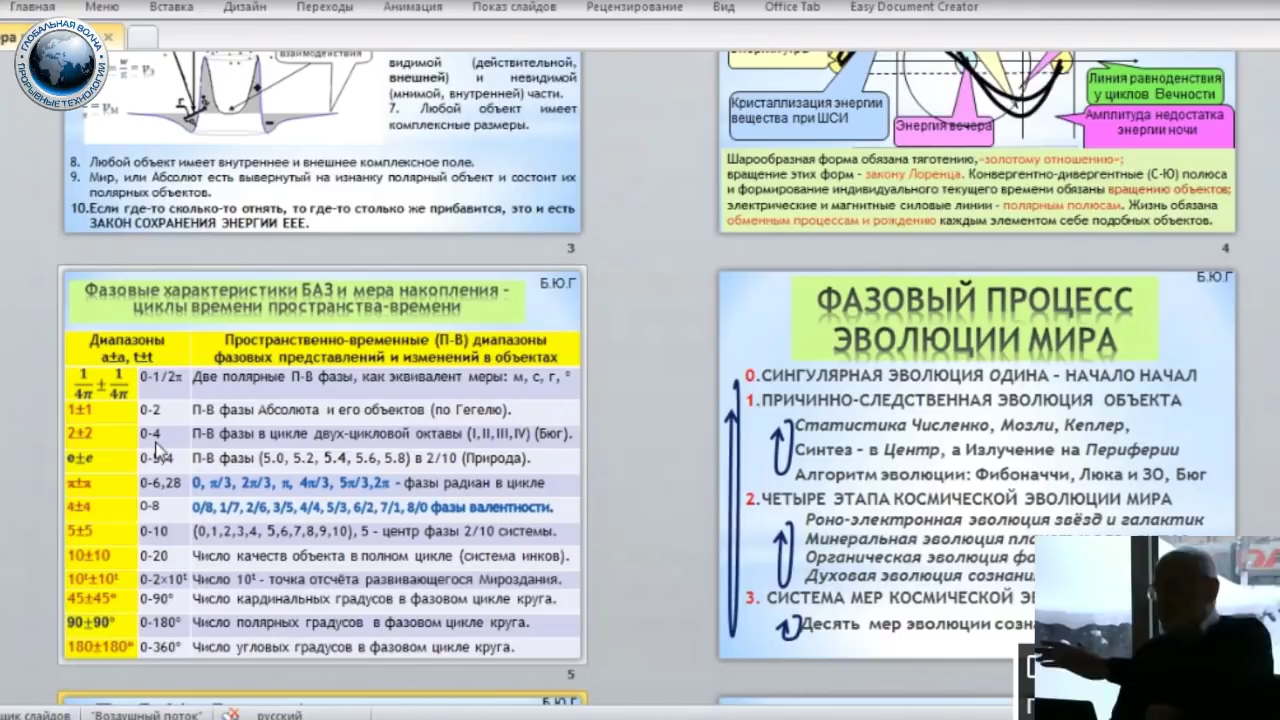 Главная Меню Вставка Дизайн Переходы Анимация Показ слайдов Рецензирование Вид Office Tab Easy Document Creator
ГЛОБАЛЬНАЯ ВОЛНА
ПРОРЫВНЫЕ ТЕХНОЛОГИИ
взаимодействия
видимой (действительной,
внешней) и невидимой
(мнимой, внутренней) части.
7. Любой объект имеет
комплексные размеры.
8. Любой объект имеет внутреннее и внешнее комплексное поле.
9. Мир, или Абсолют есть вывернутый на изнанку полярный объект и состоит их
полярных объектов.
10.Если где-то сколько-то отнять, то где-то столько же прибавится, это и есть
ЗАКОН СОХРАНЕНИЯ ЭНЕРГИИ ЕЕЕ.
3
Кристаллизация энергии
вещества при ШСИ
Энергия вечера
Линия равноденствия
у циклов Вечности
Амплитуда недостатка
энергии ночи
Шарообразная форма обязана тяготению,«золотому отношению»;
вращение этих форм - закону Лоренца. Конвергентно-дивергентные (С-Ю) полюса
и формирование индивидуального текущего времени обязаны вращению объектов;
электрические и магнитные силовые линии - полярным полюсам. Жизнь обязана
обменным процессам и рождению каждым элементом себе подобных объектов.
4
Б.Ю.Г
Фазовые характеристики БАЗ и мера накопления -
циклы времени пространства-времени
Диапазоны
a±a, t±t
Пространственно-временные (П-В) диапазоны
фазовых представлений и изменений в объектах
1/4π ± 1/4π 0-1/2π Две полярные П-В фазы, как эквивалент меры: м, с, г, °
1±1 0-2 П-В фазы Абсолюта и его объектов (по Гегелю).
2±2 0-4 П-В фазы в цикле двух-цикловой октавы (I,II,III,IV) (Бюг).
e±e П-В фазы (5.0, 5.2, 5.4, 5.6, 5.8) в 2/10 (Природа).
π±π 0-6,28 0, π/3, 2π/3, π, 4π/3, 5π/3,2π - фазы радиан в цикле
4±4 0-8 0/8, 1/7, 2/6, 3/5, 4/4, 5/3, 6/2, 7/1, 8/0 фазы валентности.
5±5 0-10 (0,1,2,3,4, 5,6,7,8,9,10), 5 - центр фазы 2/10 системы.
10±10 0-20 Число качеств объекта в полном цикле (система инков).
10ᵗ±10ᵗ 0-2×10ᵗ Число 10ᵗ - точка отсчёта развивающегося Мироздания.
45±45° 0-90° Число кардинальных градусов в фазовом цикле круга.
90±90° 0-180° Число полярных градусов в фазовом цикле круга.
180±180° 0-360° Число угловых градусов в фазовом цикле круга.
5
Б.Ю.Г
ФАЗОВЫЙ ПРОЦЕСС
ЭВОЛЮЦИИ МИРА
0.СИНГУЛЯРНАЯ ЭВОЛЮЦИЯ ОДИНА - НАЧАЛО НАЧАЛ
1.ПРИЧИННО-СЛЕДСТВЕННАЯ ЭВОЛЮЦИЯ ОБЪЕКТА
Статистика Численко, Мозли, Кеплер,
Синтез - в Центр, а Излучение на Периферии
Алгоритм эволюции: Фибоначчи, Люка и ЗО, Бюг
2.ЧЕТЫРЕ ЭТАПА КОСМИЧЕСКОЙ ЭВОЛЮЦИИ МИРА
Роно-электронная эволюция звёзд и галактик
Минеральная эволюция
Органическая эволюция
Духовая эволюция
3. СИСТЕМА МЕР КОСМИЧЕСКОЙ
Десять мер эволюции
Б.Ю.Г
"Воздушный поток" русский